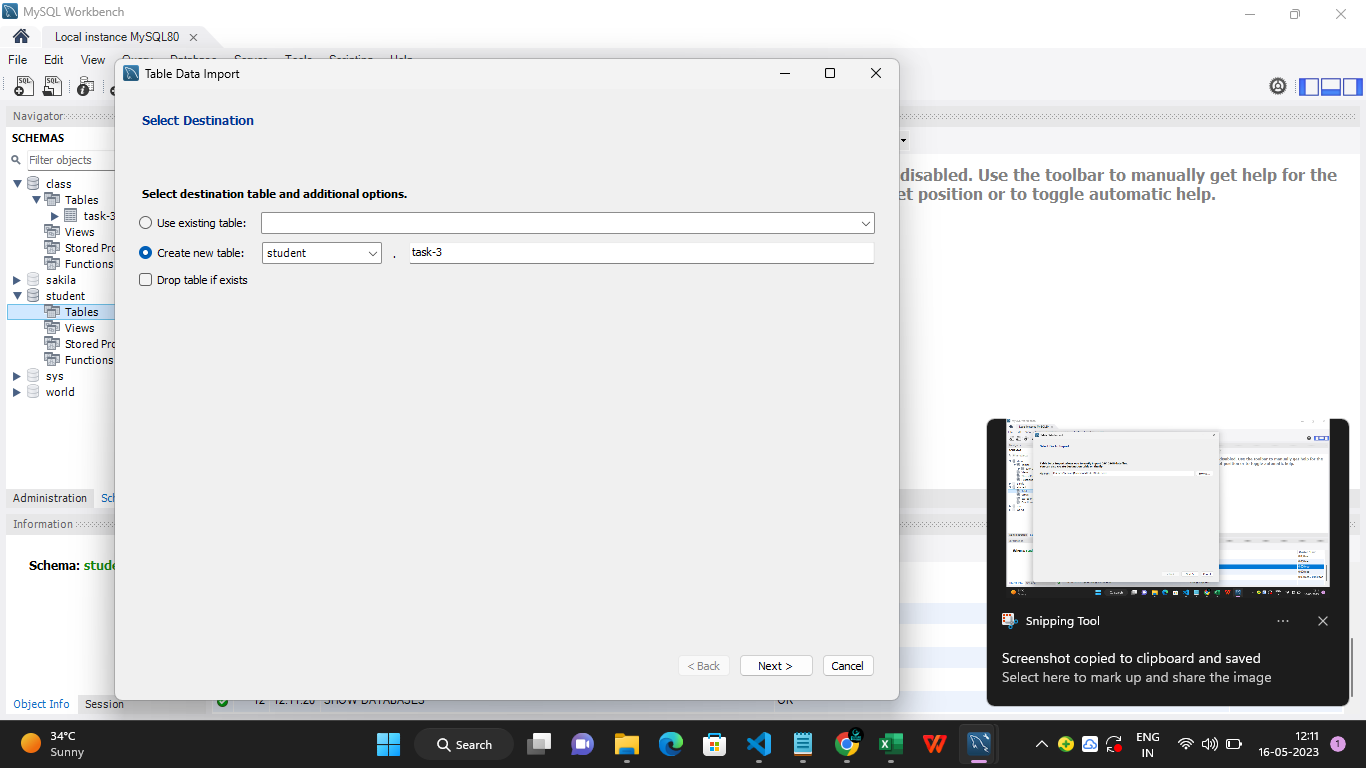 MySQL Workbench
Local instance MySQL80
File Edit View Query Database Server Tools Scripting Help
Table Data Import
Navigator
SCHEMAS
Filter objects
class
Tables
task-3
Views
Stored Pro
Functions
sakila
student
Tables
Views
Stored Pro
Functions
sys
world
Administration Sch
Information
Schema: stude
Object Info Session
Select Destination
Select destination table and additional options.
Use existing table:
Create new table: student . task-3
Drop table if exists
< Back Next > Cancel
disabled. Use the toolbar to manually get help for the
et position or to toggle automatic help.
12 12:11:20 SHOW DATABASES OK
Snipping Tool
Screenshot copied to clipboard and saved
Select here to mark up and share the image
34°C
Sunny
Search
ENG
IN
12:11
16-05-2023
1